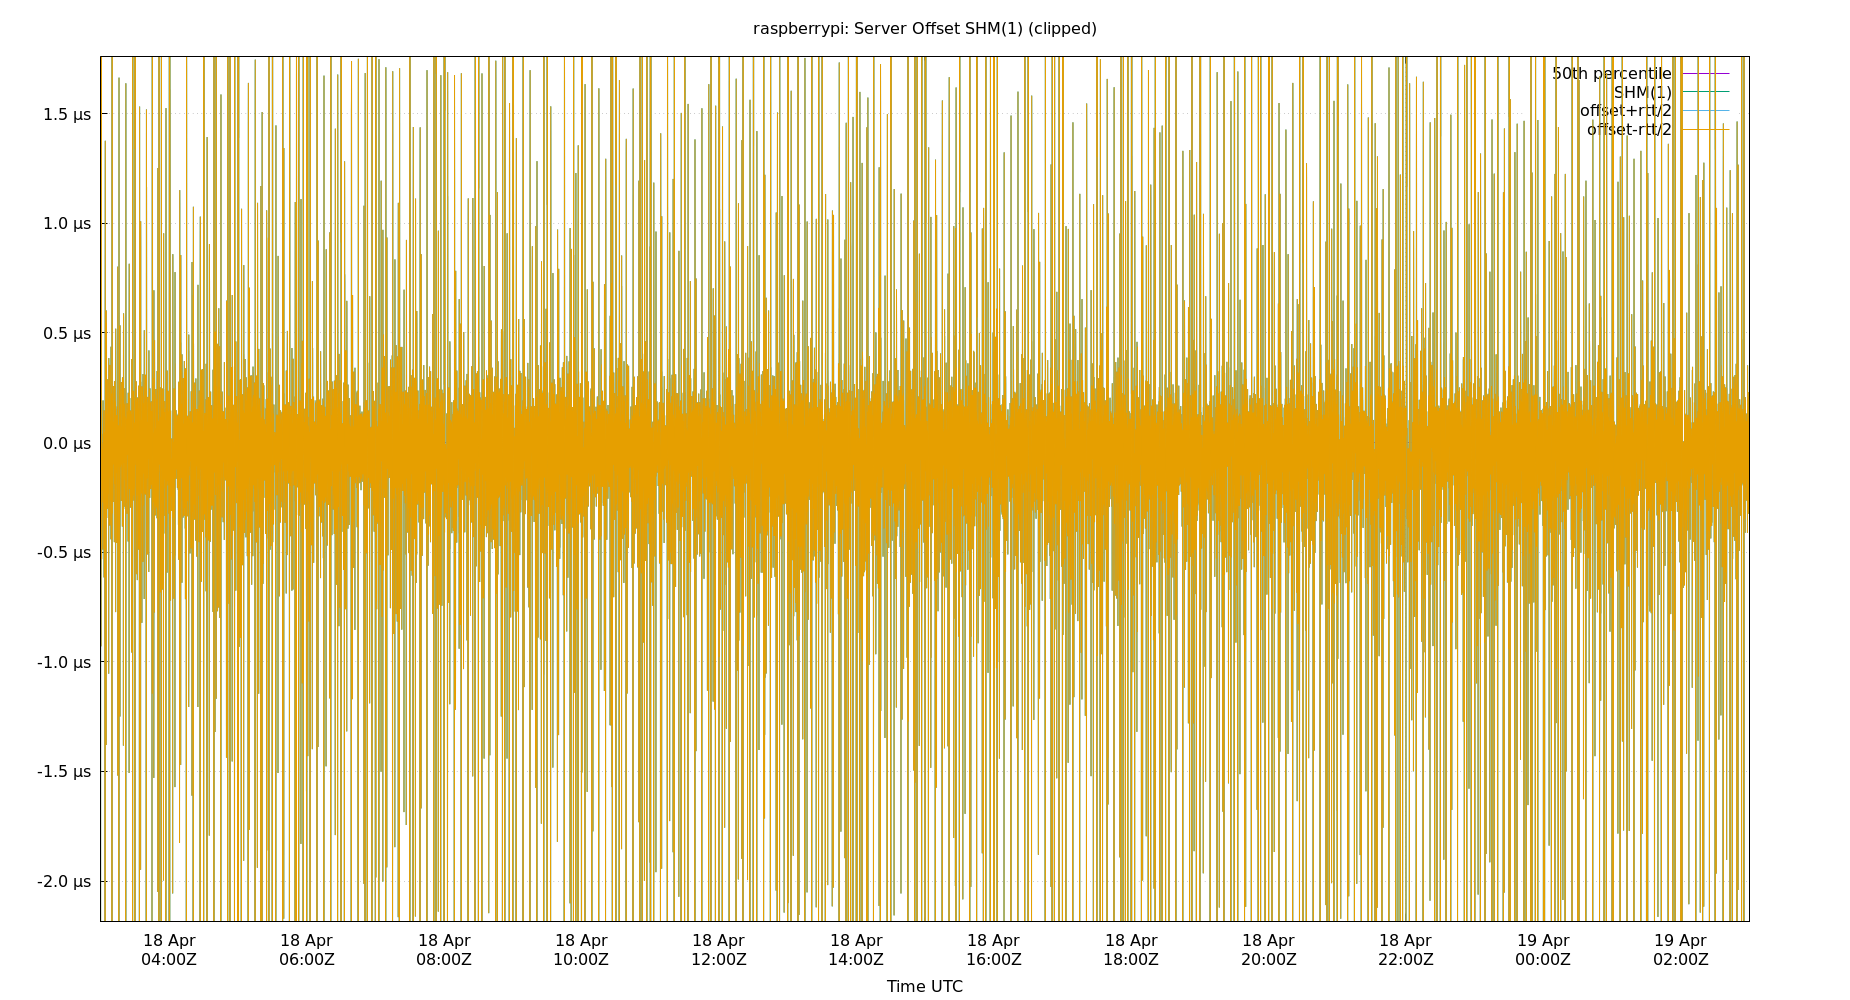 raspberrypi: Server Offset SHM(1) (clipped)
50th percentile
SHM(1)
offset+rtt/2
offset-rtt/2
1.5 µs
1.0 µs
0.5 µs
0.0 µs
-0.5 µs
-1.0 µs
-1.5 µs
-2.0 µs
18 Apr 18 Apr 18 Apr 18 Apr 18 Apr 18 Apr 18 Apr 18 Apr 18 Apr 18 Apr 19 Apr 19 Apr
04:00Z 06:00Z 08:00Z 10:00Z 12:00Z 14:00Z 16:00Z 18:00Z 20:00Z 22:00Z 00:00Z 02:00Z
Time UTC